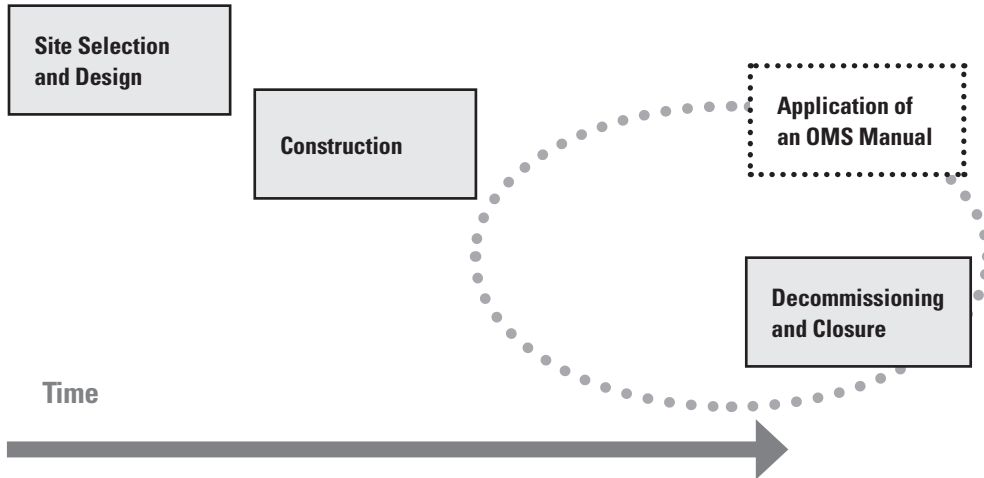 Site Selection
and Design
Construction
Application of
an OMS Manual
Decommissioning
and Closure
Time